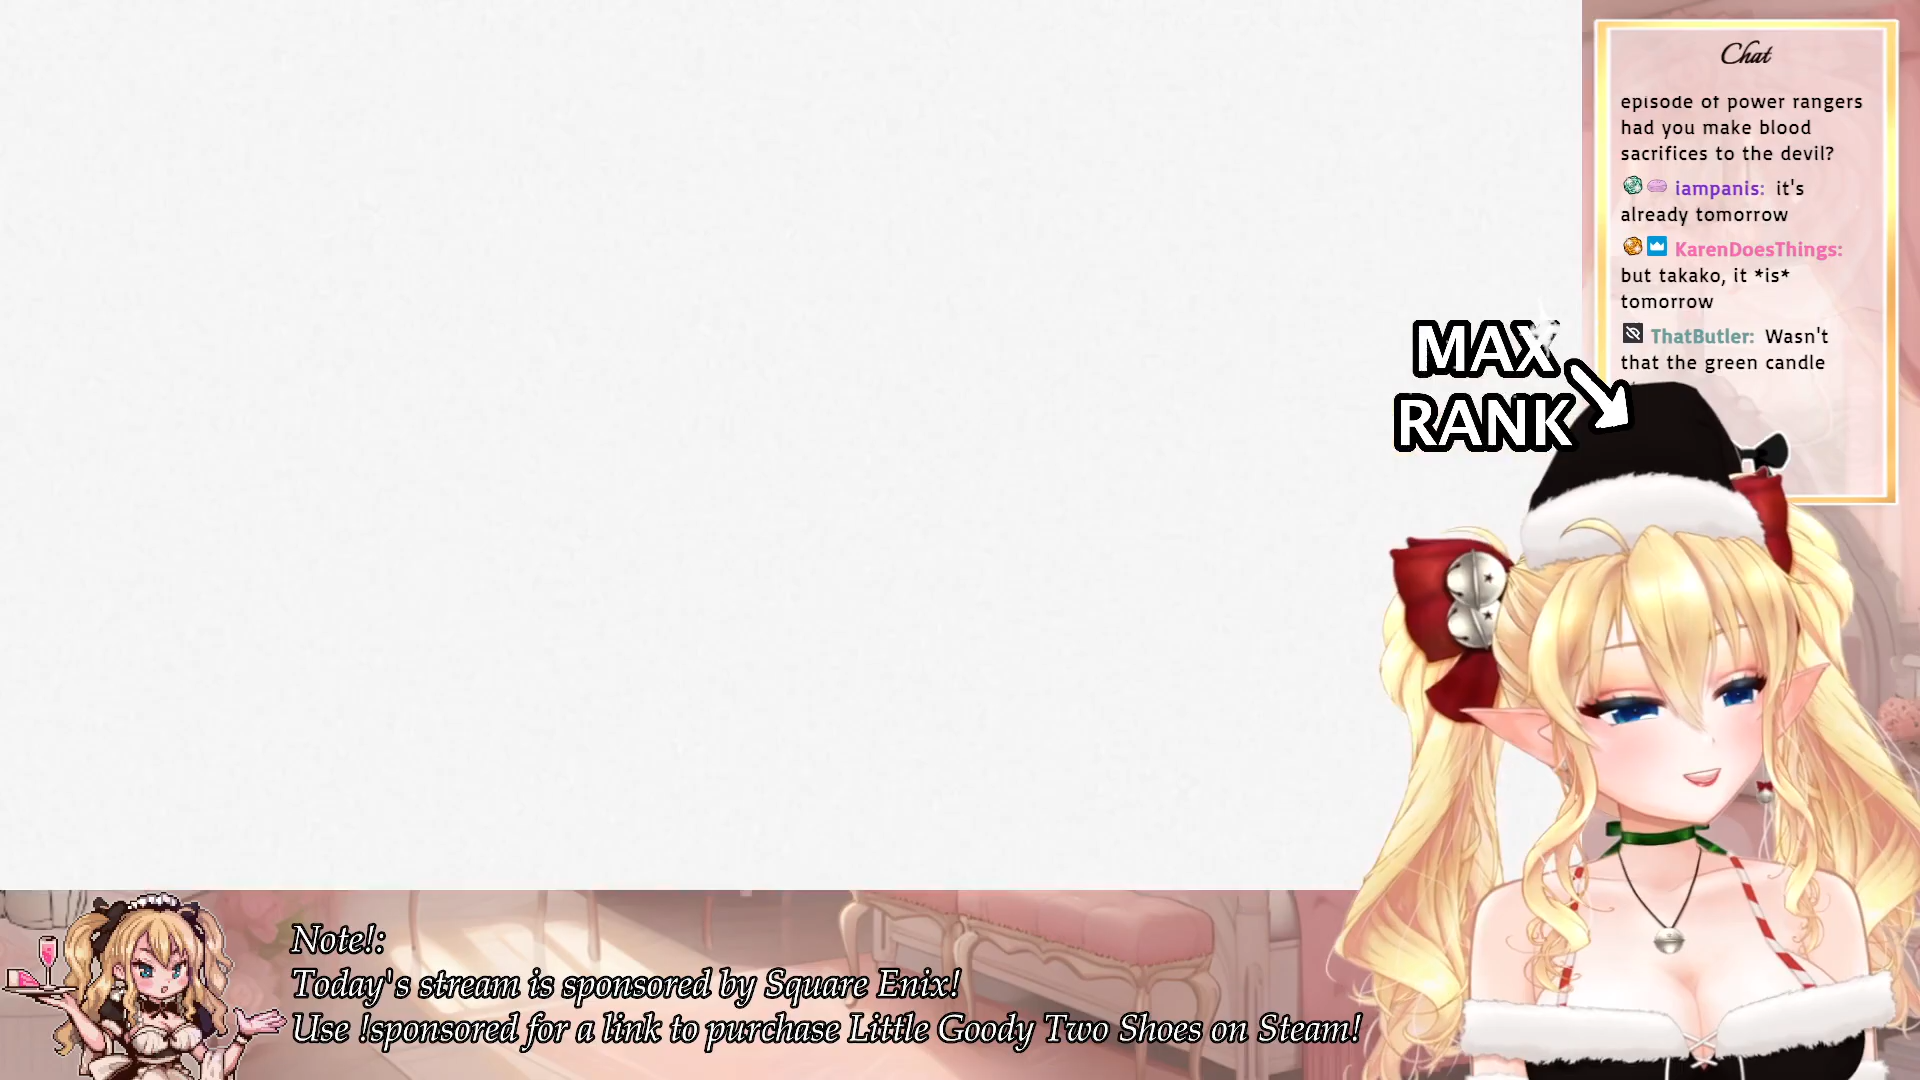 Chat
episode of power rangers
had you make blood
sacrifices to the devil?
iampanis: it's
already tomorrow
KarenDoesThings:
but takako, it *is*
tomorrow
ThatButler: Wasn't
that the green candle
MAX
RANK
Note!:
Today's stream is sponsored by Square Enix!
Use !sponsored for a link to purchase Little Goody Two Shoes on Steam!